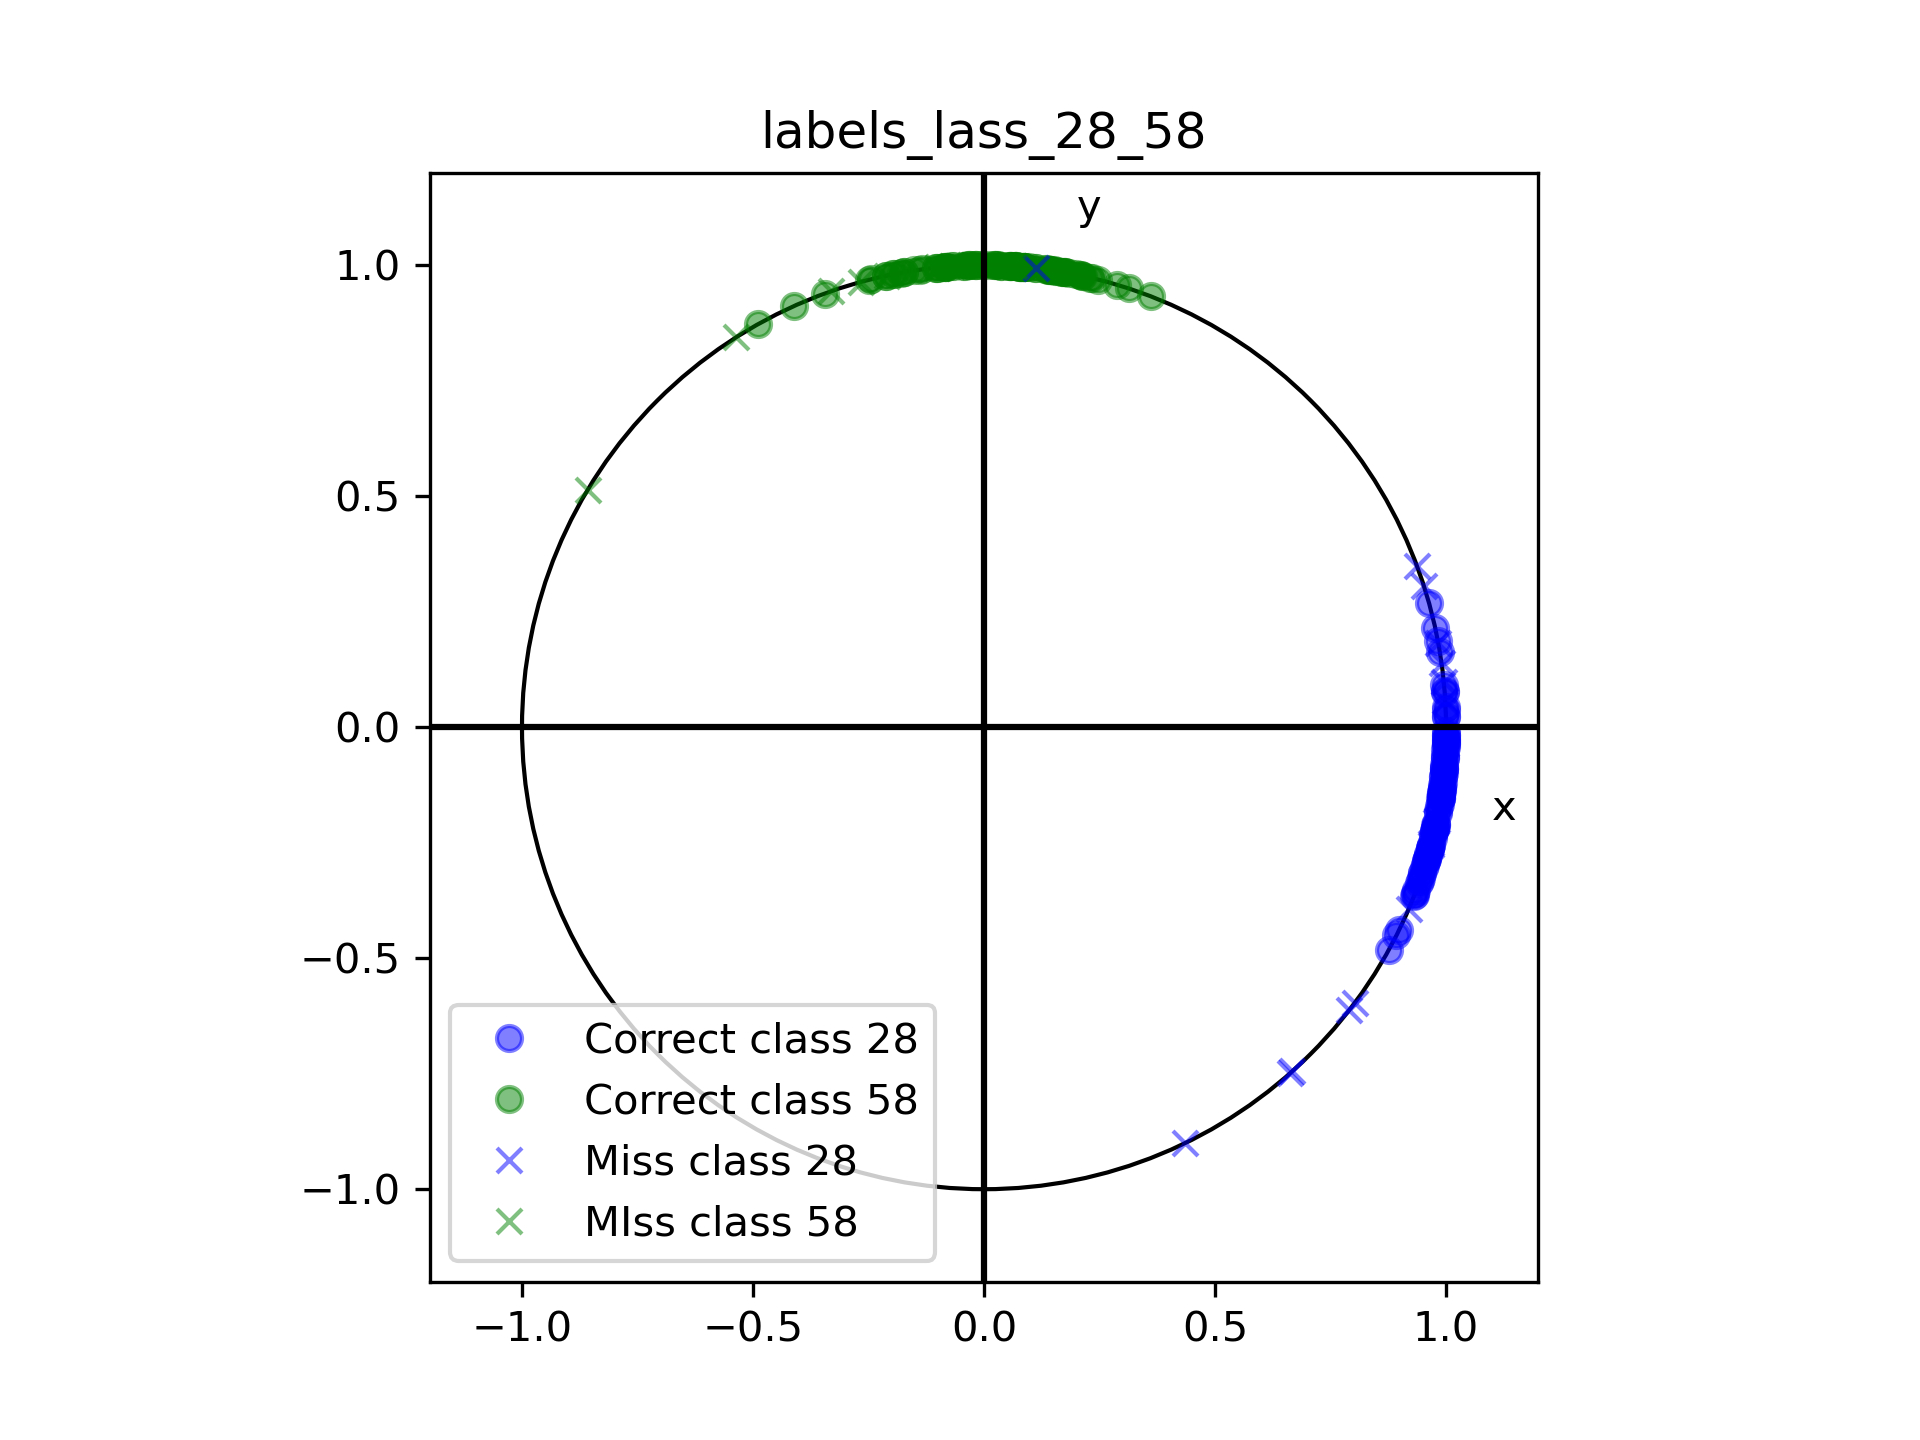 labels_lass_28_58
y
1.0
0.5
0.0
x
−0.5
−1.0
Correct class 28
Correct class 58
Miss class 28
MIss class 58
−1.0 −0.5 0.0 0.5 1.0